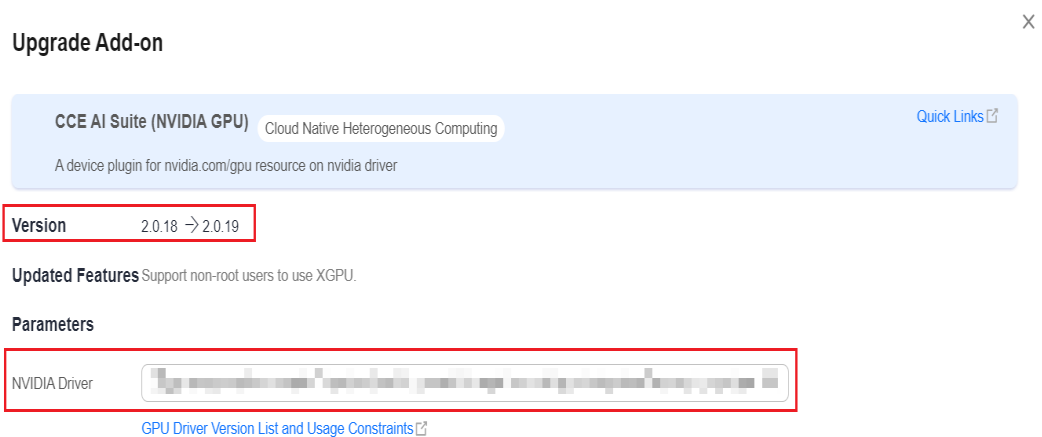 X
Upgrade Add-on
CCE AI Suite (NVIDIA GPU) Cloud Native Heterogeneous Computing Quick Links
A device plugin for nvidia.com/gpu resource on nvidia driver
Version 2.0.18 → 2.0.19
Updated Features Support non-root users to use XGPU.
Parameters
NVIDIA Driver
GPU Driver Version List and Usage Constraints